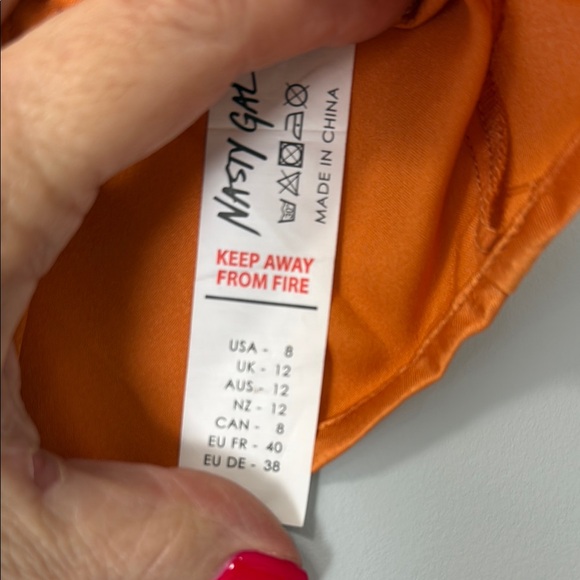 NASTY GAL
MADE IN CHINA
KEEP AWAY
FROM FIRE
USA - 8
UK - 12
AUS - 12
NZ - 12
CAN - 8
EU FR - 40
EU DE - 38